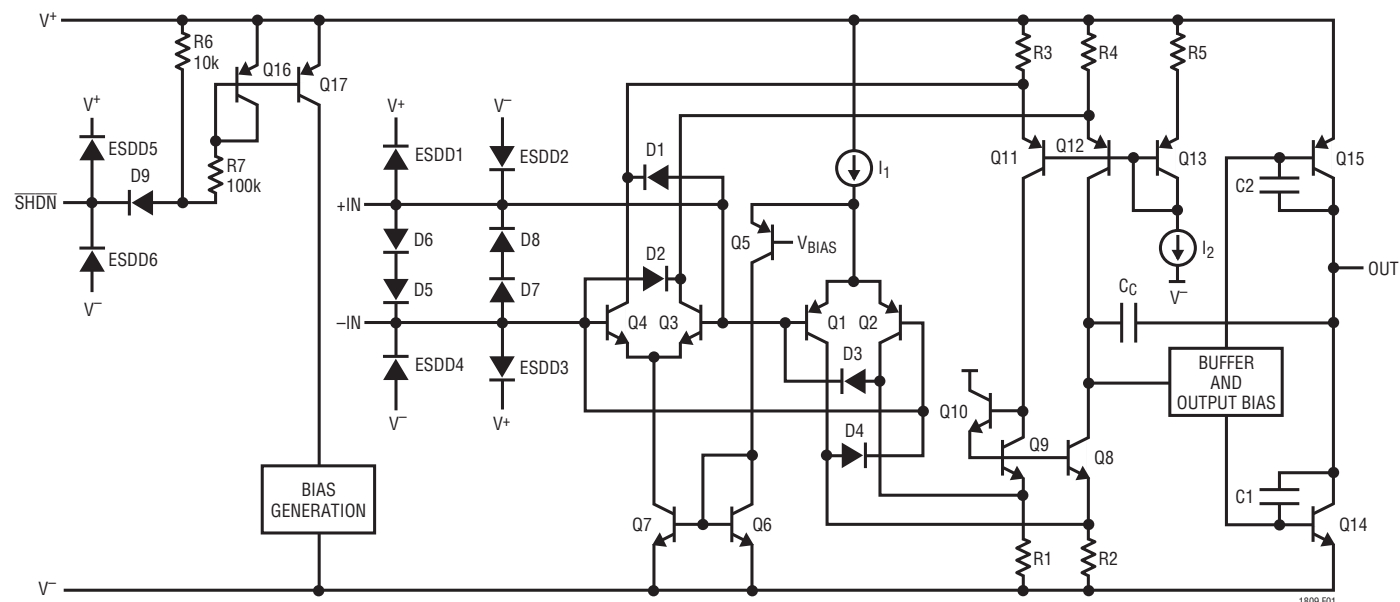 V+
R6
10k
Q16
Q17
R3
R4
R5
V+
ESDD5
D9
R7
100k
SHDN
ESDD6
V−
V+
V−
ESDD1
ESDD2
D1
+IN
D6
D8
D5
D7
D2
−IN
ESDD4
ESDD3
V−
V+
Q4
Q3
Q5
VBIAS
I1
Q1
Q2
D3
D4
Q11
Q12
Q13
I2
V−
CC
Q10
Q9
Q8
Q15
C2
OUT
BUFFER
AND
OUTPUT BIAS
C1
Q14
BIAS
GENERATION
Q7
Q6
R1
R2
V−
1809 F01